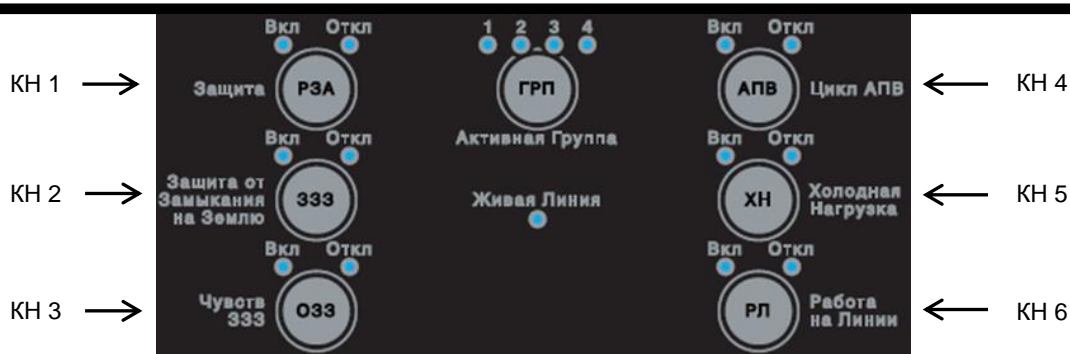 Вкл Откл
1 2 3 4
Вкл Откл
КН 1
Защита
РЗА
ГРП
АПВ
Цикл АПВ
КН 4
Активная Группа
Вкл Откл
Вкл Откл
КН 2
Защита от
Замыкания
на Землю
ЗЗЗ
Живая Линия
ХН
Холодная
Нагрузка
КН 5
Вкл Откл
Вкл Откл
КН 3
Чувств
ЗЗЗ
ОЗЗ
РЛ
Работа
на Линии
КН 6